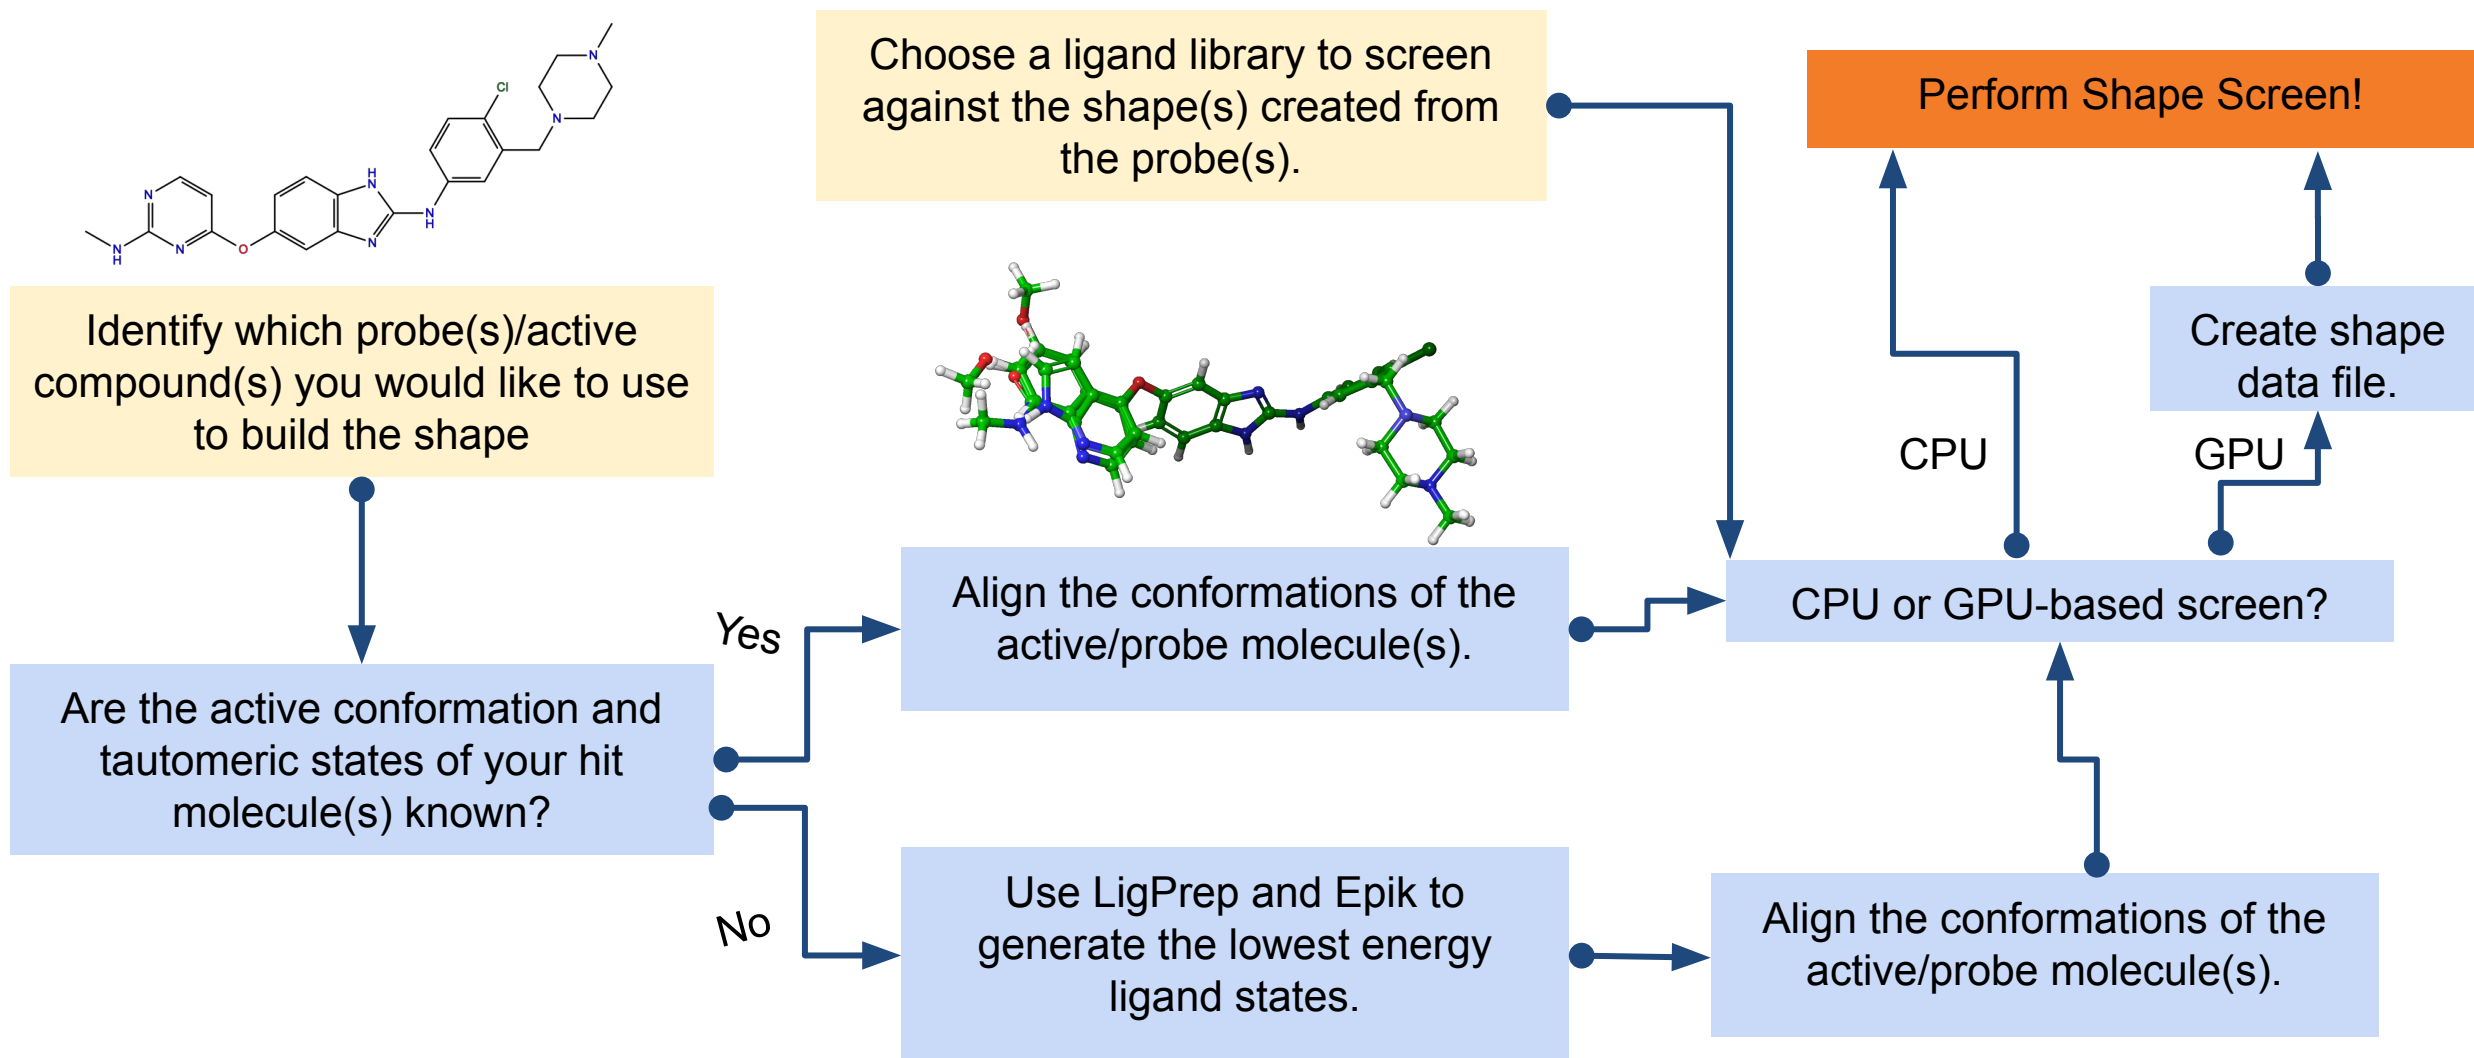 Cl
N
N
H
N
N
H
N
N
N
O
N
H
Choose a ligand library to screen
against the shape(s) created from
the probe(s).
Perform Shape Screen!
Identify which probe(s)/active
compound(s) you would like to use
to build the shape
Create shape
data file.
CPU
GPU
Yes
Align the conformations of the
active/probe molecule(s).
CPU or GPU-based screen?
Are the active conformation and
tautomeric states of your hit
molecule(s) known?
No
Use LigPrep and Epik to
generate the lowest energy
ligand states.
Align the conformations of the
active/probe molecule(s).